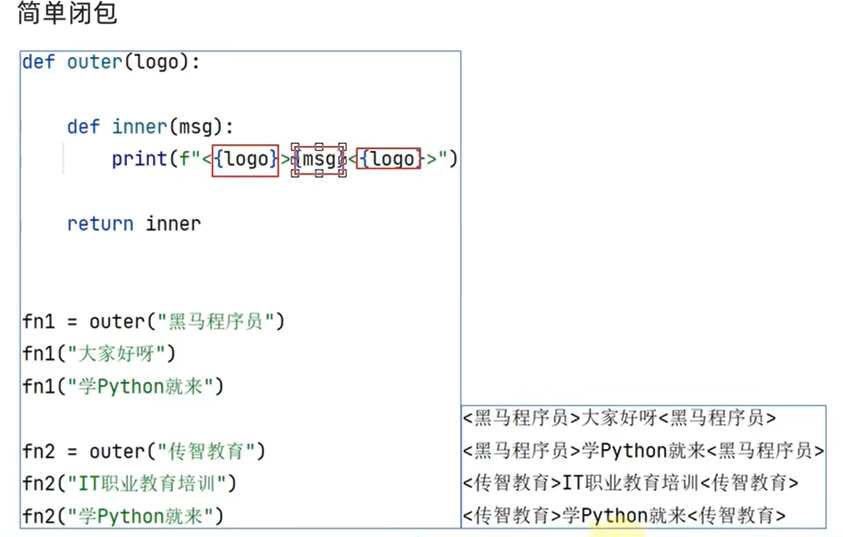 简单闭包
def outer(logo):
    def inner(msg):
        print(f"<{logo}>{msg}<{logo}>")
    return inner
fn1 = outer("黑马程序员")
fn1("大家好呀")
fn1("学Python就来")
fn2 = outer("传智教育")
fn2("IT职业教育培训")
fn2("学Python就来")
<黑马程序员>大家好呀<黑马程序员>
<黑马程序员>学Python就来<黑马程序员>
<传智教育>IT职业教育培训<传智教育>
<传智教育>学Python就来<传智教育>